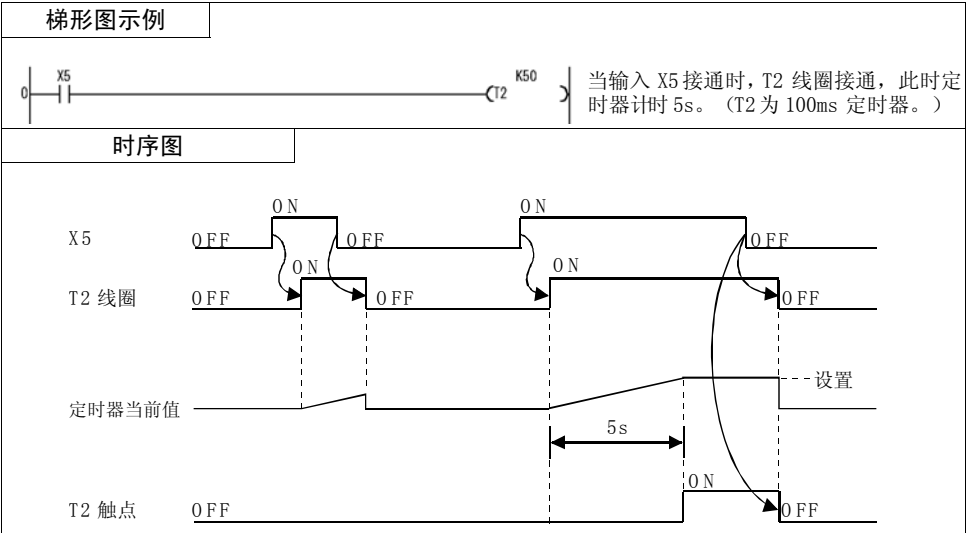 梯形图示例
X5
K50
0
T2
当输入 X5 接通时，T2 线圈接通，此时定
时器计时 5s。（T2 为 100ms 定时器。）
时序图
ON
ON
X5
OFF
OFF
OFF
ON
ON
T2 线圈
OFF
OFF
OFF
设置
定时器当前值
5s
ON
T2 触点
OFF
OFF